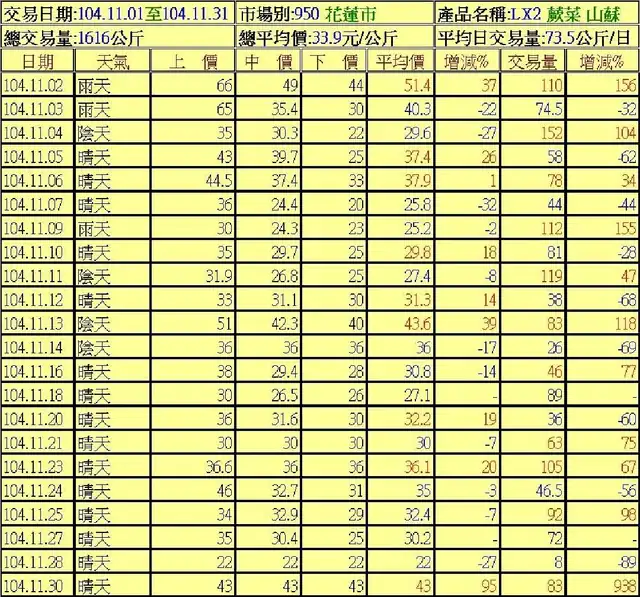 交易日期:104.11.01至104.11.31 市場別:950 花蓮市 產品名稱:LX2 蕨菜 山蘇
總交易量:1616公斤 總平均價:33.9元/公斤 平均日交易量:73.5公斤/日
日期 天氣 上 價 中 價 下 價 平均價 增減% 交易量 增減%
104.11.02 雨天 66 49 44 51.4 37 110 156
104.11.03 雨天 65 35.4 30 40.3 -22 74.5 -32
104.11.04 陰天 35 30.3 22 29.6 -27 152 104
104.11.05 晴天 43 39.7 25 37.4 26 58 -62
104.11.06 晴天 44.5 37.4 33 37.9 1 78 34
104.11.07 晴天 36 24.4 20 25.8 -32 44 -44
104.11.09 雨天 30 24.3 23 25.2 -2 112 155
104.11.10 晴天 35 29.7 25 29.8 18 81 -28
104.11.11 陰天 31.9 26.8 25 27.4 -8 119 47
104.11.12 晴天 33 31.1 30 31.3 14 38 -68
104.11.13 陰天 51 42.3 40 43.6 39 83 118
104.11.14 陰天 36 36 36 36 -17 26 -69
104.11.16 晴天 38 29.4 28 30.8 -14 46 77
104.11.18 晴天 30 26.5 26 27.1 - 89 -
104.11.20 晴天 36 31.6 30 32.2 19 36 -60
104.11.21 晴天 30 30 30 30 -7 63 75
104.11.23 晴天 36.6 36 36 36.1 20 105 67
104.11.24 晴天 46 32.7 31 35 -3 46.5 -56
104.11.25 晴天 34 32.9 29 32.4 -7 92 98
104.11.27 晴天 35 30.4 25 30.2 - 72 -
104.11.28 晴天 22 22 22 22 -27 8 -89
104.11.30 晴天 43 43 43 43 95 83 938